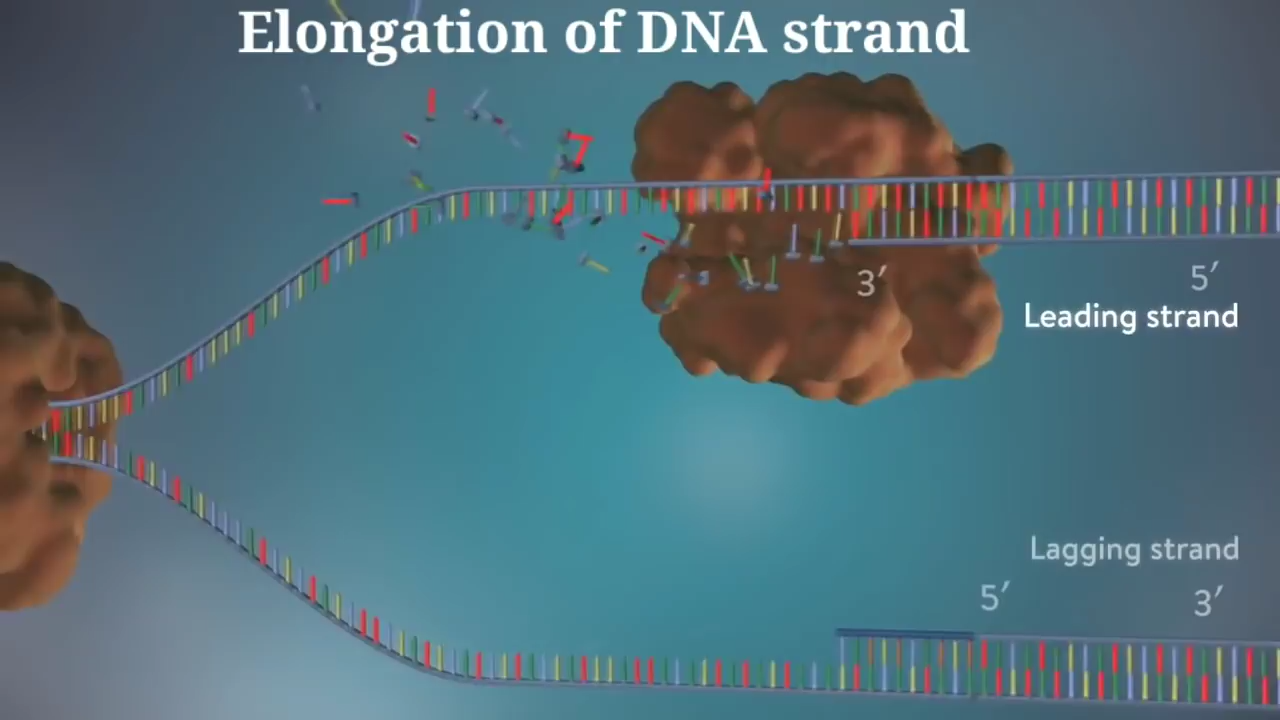 Elongation of DNA strand
3′
5′
Leading strand
Lagging strand
5′
3′